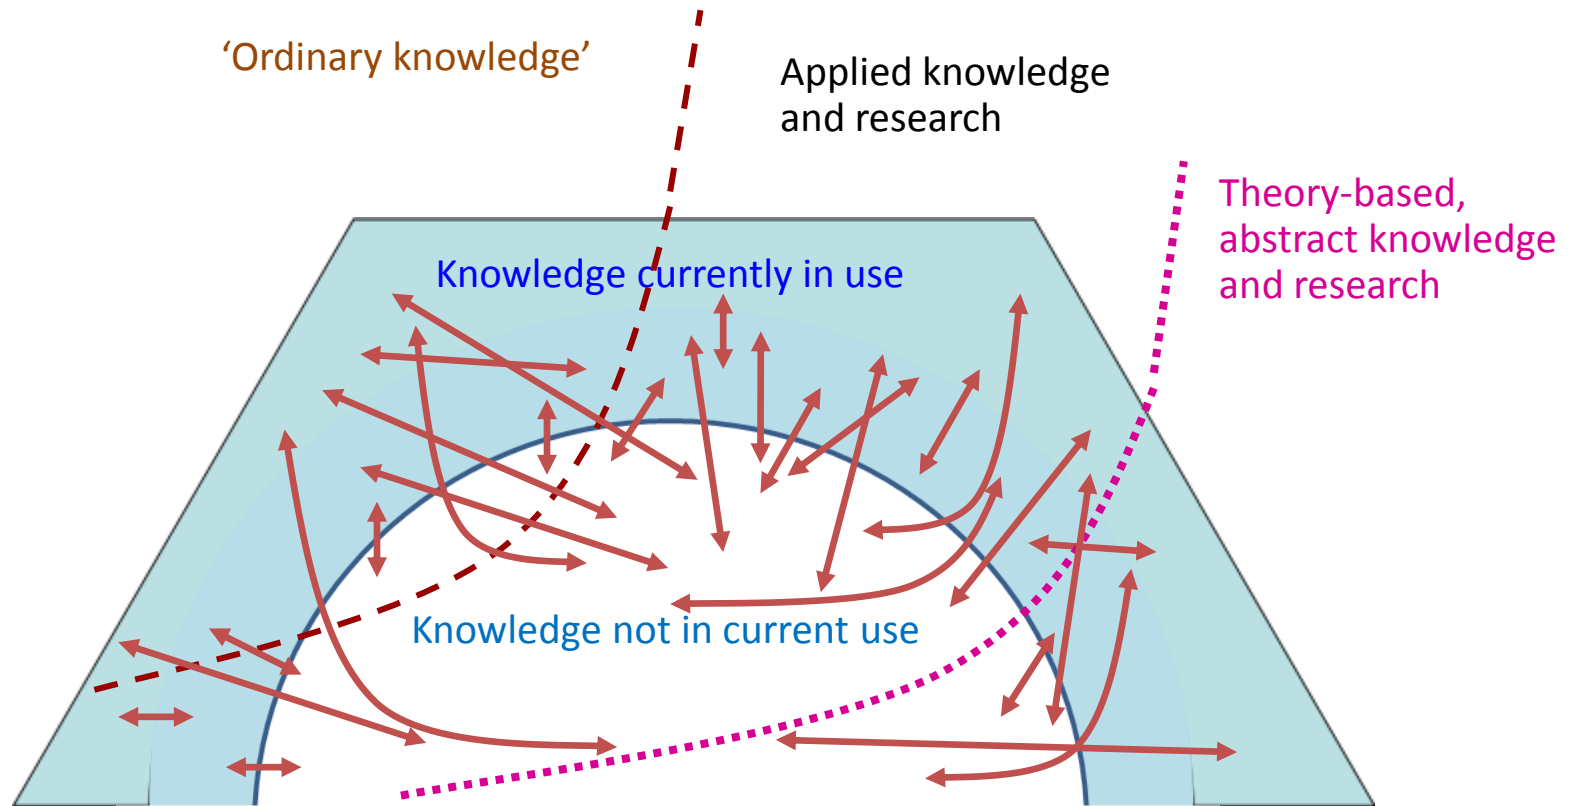 ‘Ordinary knowledge’
Applied knowledge
and research
Theory-based,
abstract knowledge
and research
Knowledge currently in use
Knowledge not in current use